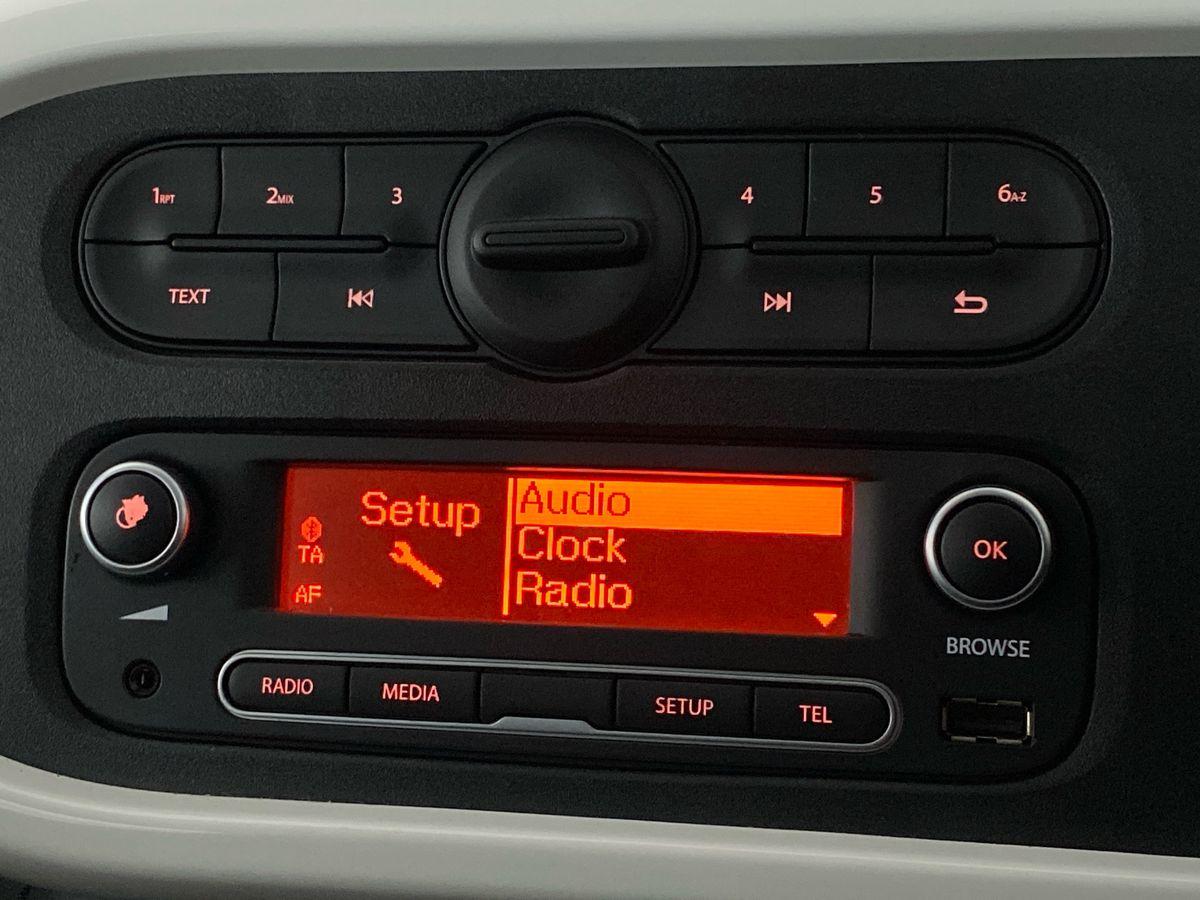 1RPT 2MIX 3 4 5 6A-Z
TEXT
Setup
Audio
Clock
Radio
TA
AF
OK
BROWSE
RADIO MEDIA SETUP TEL